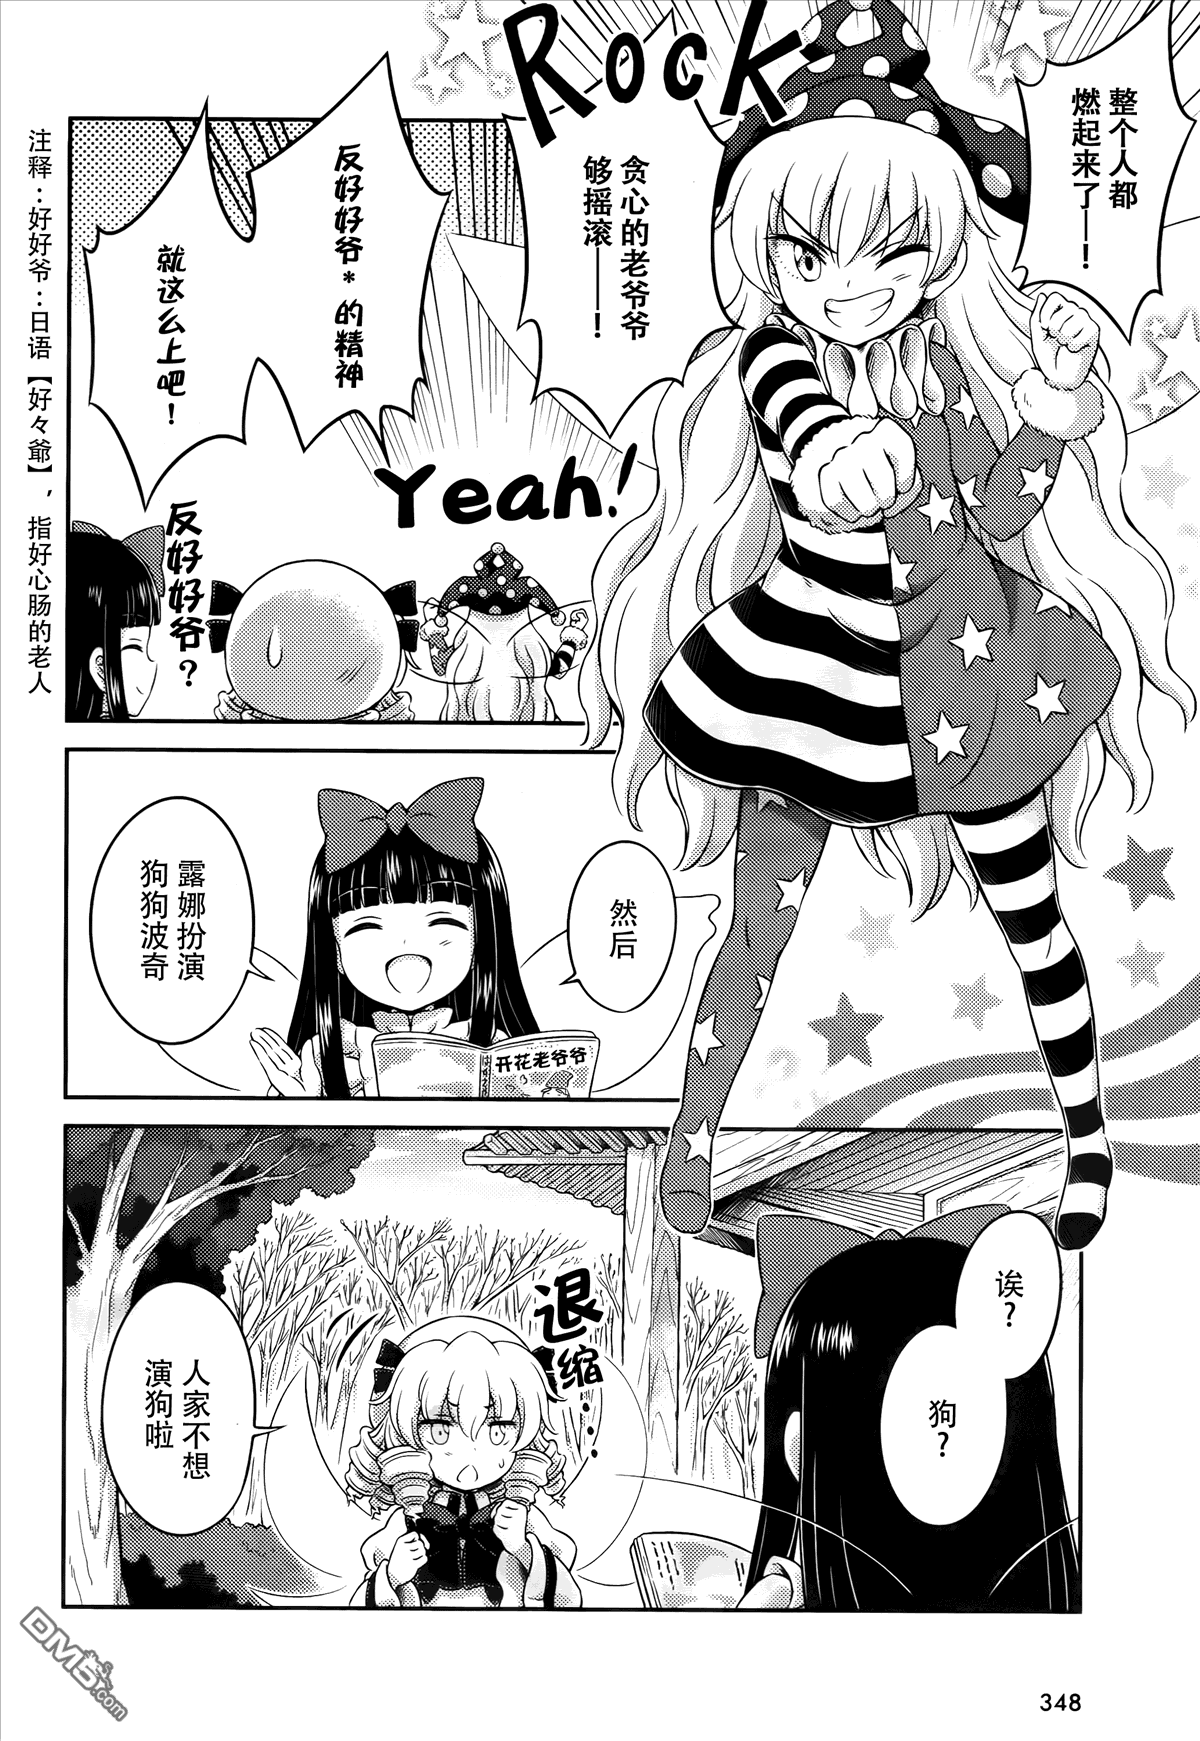 Rock
整个人都
燃起来了——!
贪心的老爷爷
够摇滚——!
反好好爷*的精神
就这么上吧!
Yeah!
反好好爷?
注释:好好爷:日语【好々爺】,指好心肠的老人
然后
露娜扮演
狗狗波奇
开花老爷爷
诶?
狗?
退缩……
人家不想
演狗啦
DM5.com
348